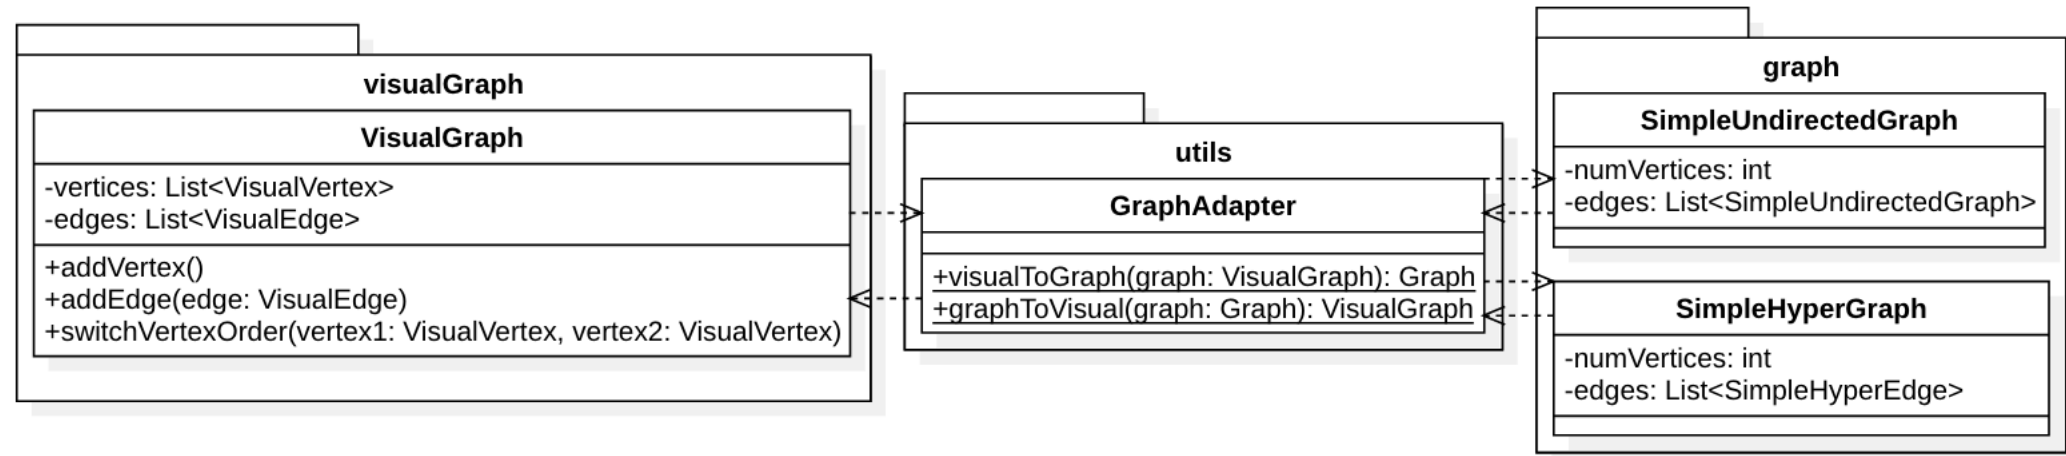 visualGraph
VisualGraph
-vertices: List<VisualVertex>
-edges: List<VisualEdge>
+addVertex()
+addEdge(edge: VisualEdge)
+switchVertexOrder(vertex1: VisualVertex, vertex2: VisualVertex)
utils
GraphAdapter
+visualToGraph(graph: VisualGraph): Graph
+graphToVisual(graph: Graph): VisualGraph
graph
SimpleUndirectedGraph
-numVertices: int
-edges: List<SimpleUndirectedGraph>
SimpleHyperGraph
-numVertices: int
-edges: List<SimpleHyperEdge>